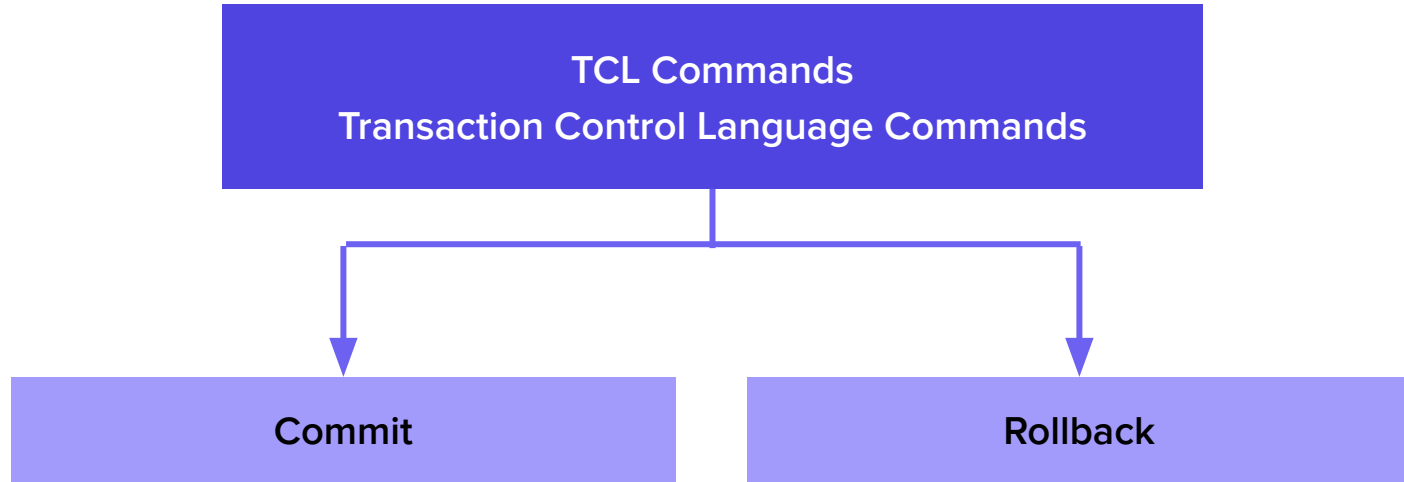 TCL Commands
Transaction Control Language Commands
Commit
Rollback